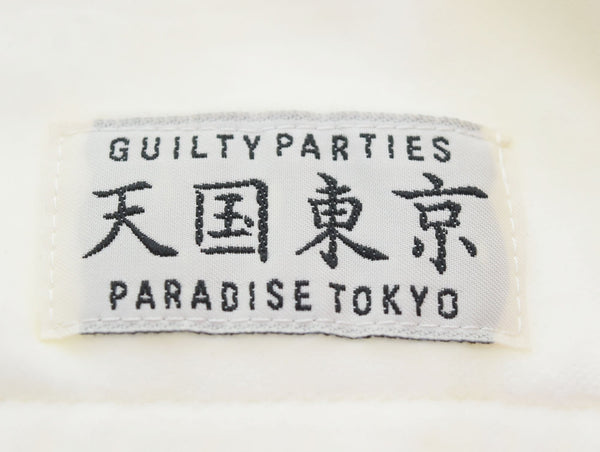 GUILTY PARTIES
天国東京
PARADISE TOKYO